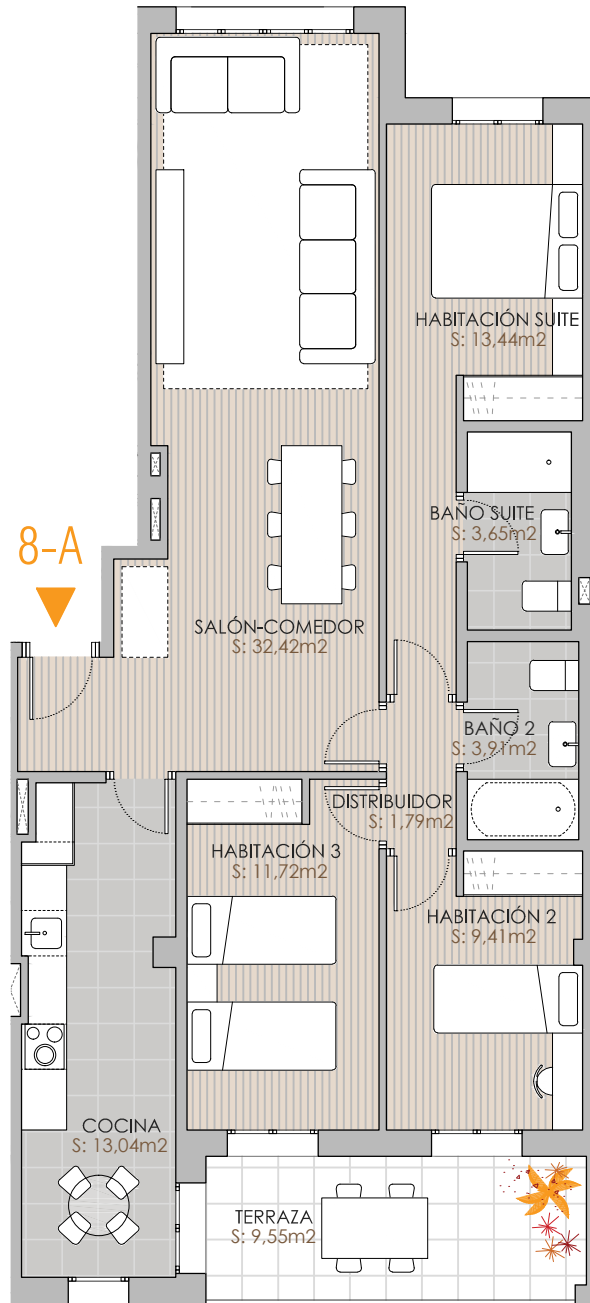 HABITACIÓN SUITE
S: 13,44m2
BAÑO SUITE
S: 3,65m2
8-A
SALÓN-COMEDOR
S: 32,42m2
BAÑO 2
S: 3,91m2
DISTRIBUIDOR
S: 1,79m2
HABITACIÓN 3
S: 11,72m2
HABITACIÓN 2
S: 9,41m2
COCINA
S: 13,04m2
TERRAZA
S: 9,55m2